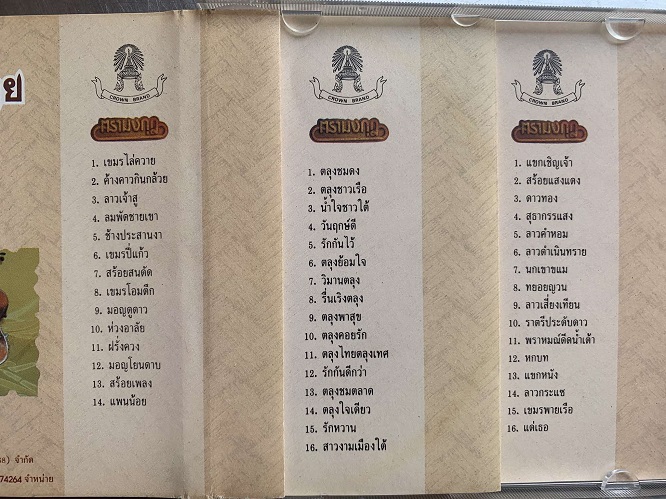 ย
CROWN BRAND
ตรามงกุฎ
1. เขมรไล่ควาย
2. ค้างคาวกินกล้วย
3. ลาวเจ้าสู
4. ลมพัดชายเขา
5. ช้างประสานงา
6. เขมรปี่แก้ว
7. สร้อยสนตัด
8. เขมรโอมตึก
9. มอญดูดาว
10. ห่วงอาลัย
11. ฝรั่งควง
12. มอญโยนดาบ
13. สร้อยเพลง
14. แพนน้อย
68) จำกัด
74264 จำหน่าย
CROWN BRAND
ตรามงกุฎ
1. ตลุงชมดง
2. ตลุงชาวเรือ
3. น้ำใจชาวใต้
4. วันฤกษ์ดี
5. รักกันไว้
6. ตลุงย้อมใจ
7. วิมานตลุง
8. รื่นเริงตลุง
9. ตลุงพาสุข
10. ตลุงคอยรัก
11. ตลุงไทยตลุงเทศ
12. รักกันดีกว่า
13. ตลุงชมตลาด
14. ตลุงใจเดียว
15. รักหวาน
16. สาวงามเมืองใต้
CROWN BRAND
ตรามงกุฎ
1. แขกเชิญเจ้า
2. สร้อยแสงแดง
3. ดาวทอง
4. สุธากรรแสง
5. ลาวคำหอม
6. ลาวดำเนินทราย
7. นกเขาขแม
8. ทยอยญวน
9. ลาวเสี่ยงเทียน
10. ราตรีประดับดาว
11. พราหมณ์ดีดน้ำเต้า
12. หกบท
13. แขกหนัง
14. ลาวกระแซ
15. เขมรพายเรือ
16. แต่เธอ